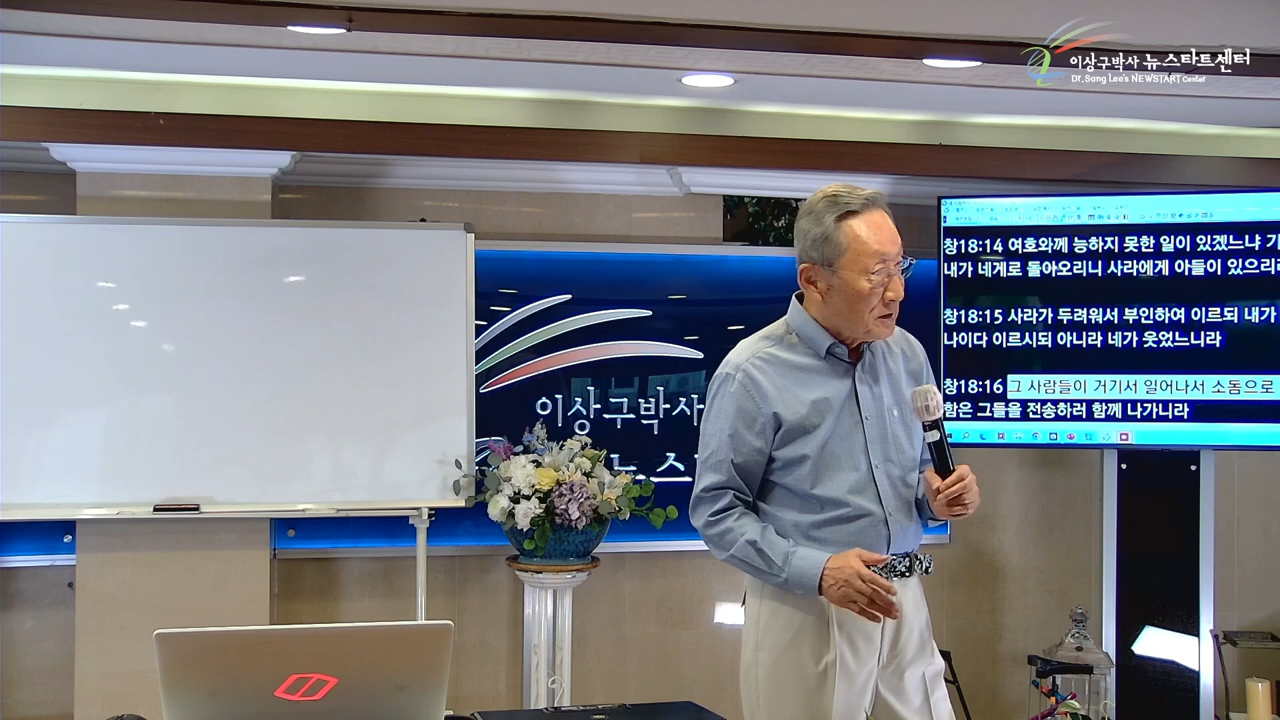 이상구박사 뉴스타트센터
Dr. Sang Lee's NEWSTART Center
창18:14 여호와께 능하지 못한 일이 있겠느냐
내가 네게로 돌아오리니 사라에게 아들이 있으리라
창18:15 사라가 두려워서 부인하여 이르되 내가
나이다 이르시되 아니라 네가 웃었느니라
창18:16 그 사람들이 거기서 일어나서 소돔으로
함은 그들을 전송하러 함께 나가니라
이상구박사
뉴스